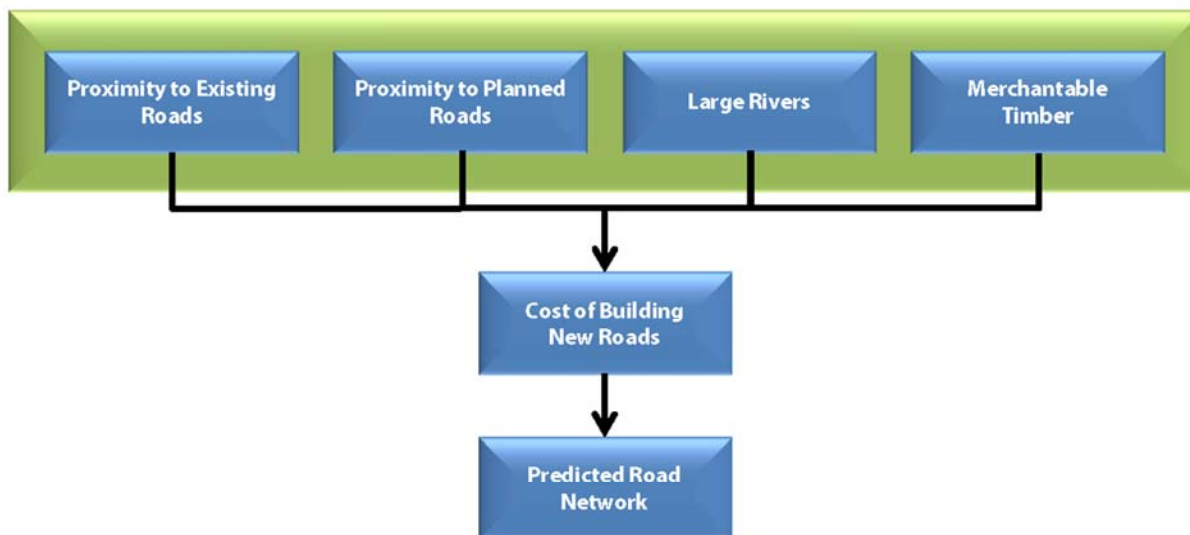 Proximity to Existing
Roads
Proximity to Planned
Roads
Large Rivers
Merchantable
Timber
Cost of Building
New Roads
Predicted Road
Network